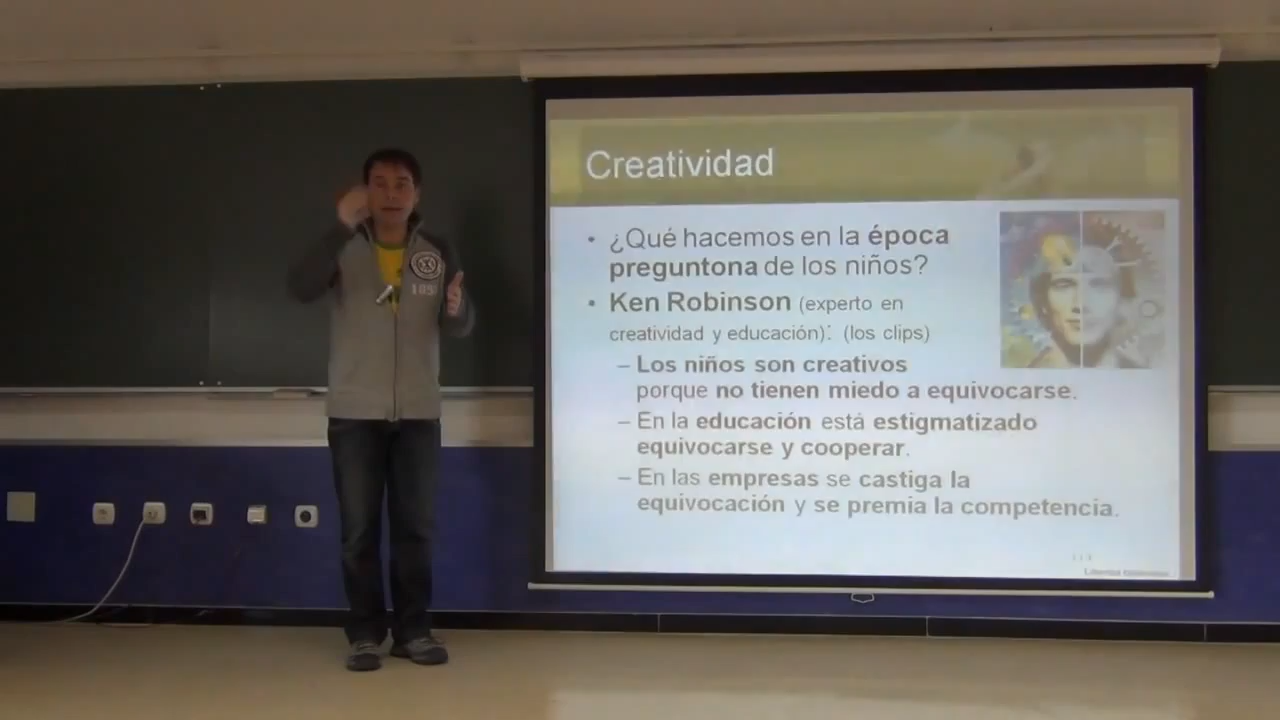 Creatividad
• ¿Qué hacemos en la época
preguntona de los niños?
• Ken Robinson (experto en
creatividad y educación): (los clips)
– Los niños son creativos
porque no tienen miedo a equivocarse.
– En la educación está estigmatizado
equivocarse y cooperar.
– En las empresas se castiga la
equivocación y se premia la competencia.